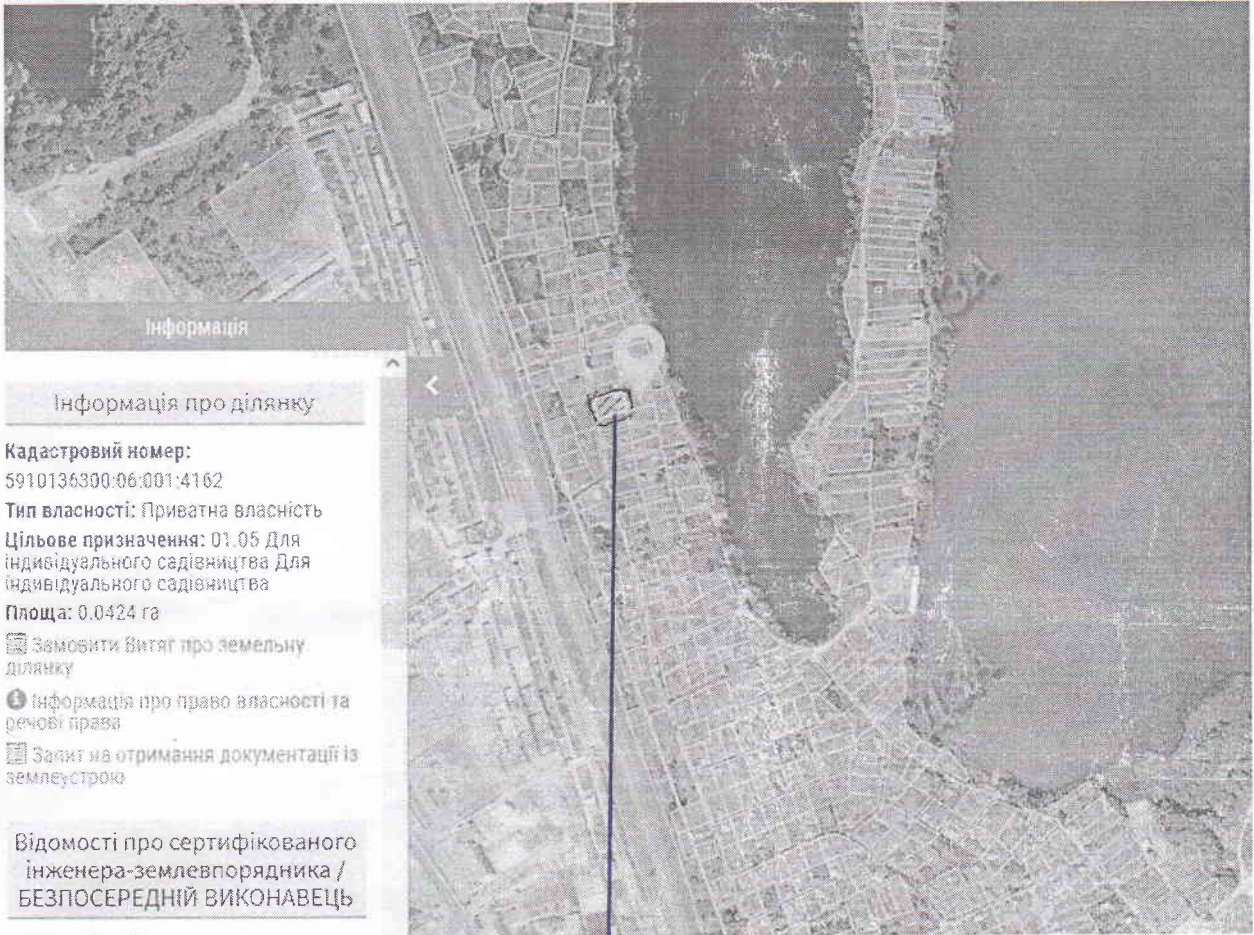 Інформація
Інформація про ділянку
Кадастровий номер:
5910136300:06:001:4162
Тип власності: Приватна власність
Цільове призначення: 01.05 Для
індивідуального садівництва Для
індивідуального садівництва
Площа: 0.0424 га
Замовити Витяг про земельну
ділянку
Інформація про право власності та
речові права
Запит на отримання документації із
землеустрою
Відомості про сертифікованого
інженера-землевпорядника /
БЕЗПОСЕРЕДНІЙ ВИКОНАВЕЦЬ